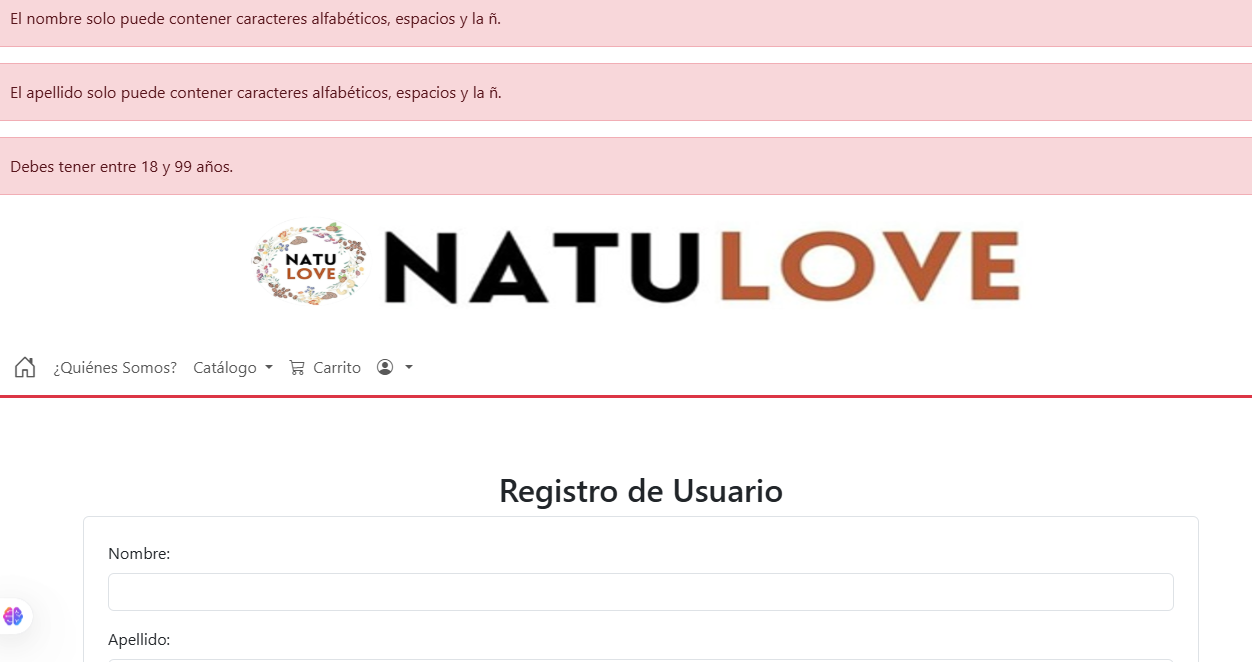 El nombre solo puede contener caracteres alfabéticos, espacios y la ñ.
El apellido solo puede contener caracteres alfabéticos, espacios y la ñ.
Debes tener entre 18 y 99 años.
NATU
LOVE
NATULOVE
¿Quiénes Somos? Catálogo Carrito
Registro de Usuario
Nombre:
Apellido: